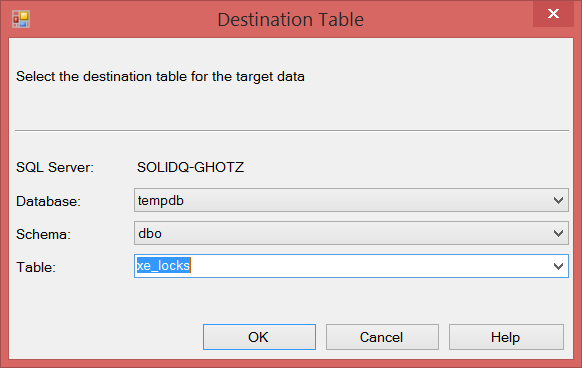 Destination Table
Select the destination table for the target data
SQL Server: SOLIDQ-GHOTZ
Database: tempdb
Schema: dbo
Table: xe_locks
OK Cancel Help